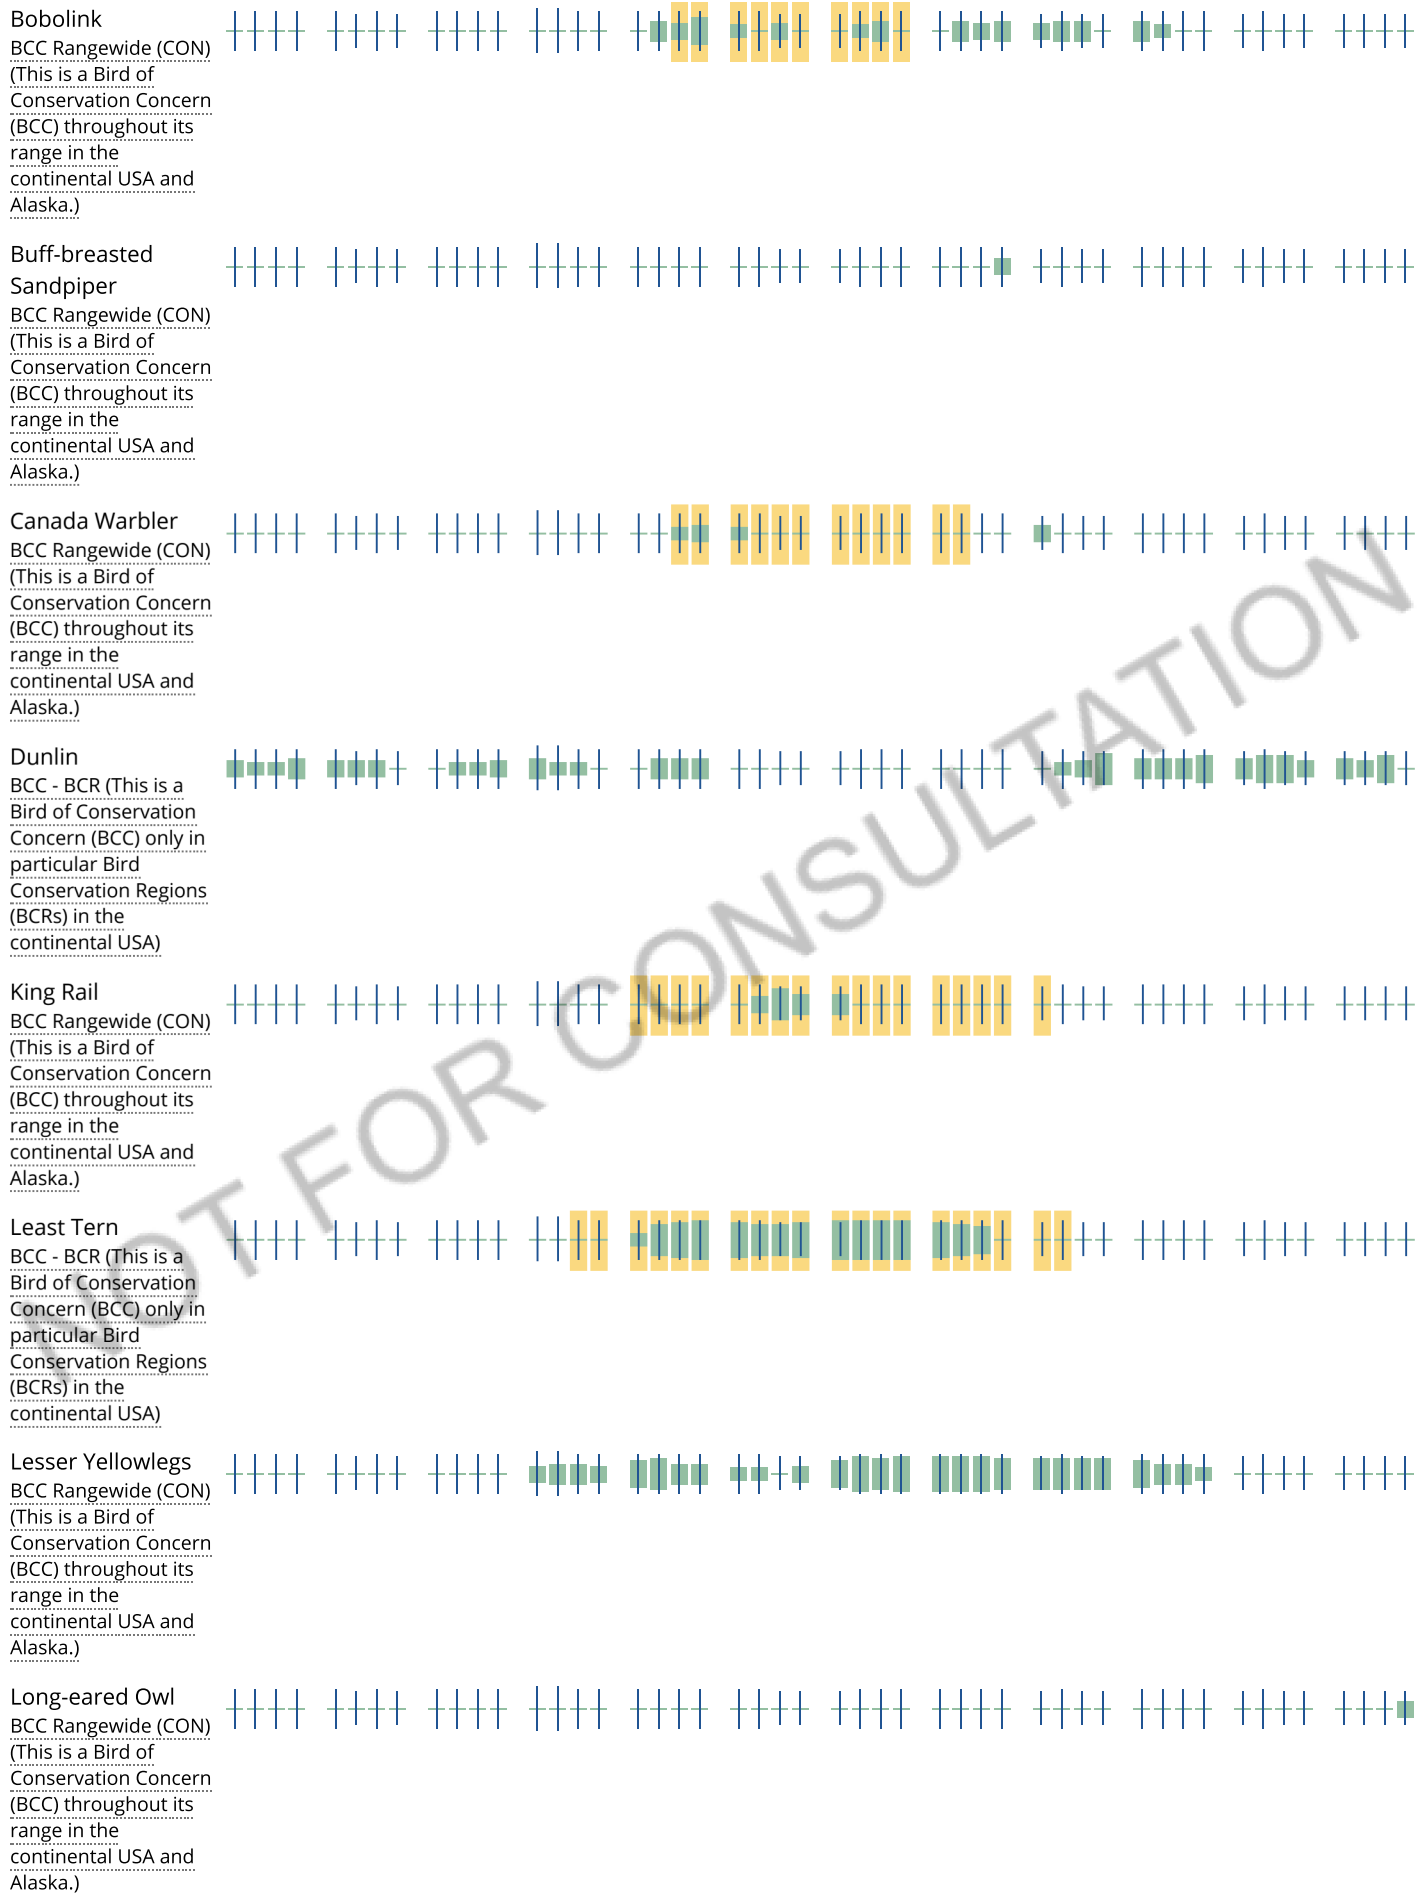 Bobolink
BCC Rangewide (CON)
(This is a Bird of
Conservation Concern
(BCC) throughout its
range in the
continental USA and
Alaska.)
Buff-breasted
Sandpiper
BCC Rangewide (CON)
(This is a Bird of
Conservation Concern
(BCC) throughout its
range in the
continental USA and
Alaska.)
Canada Warbler
BCC Rangewide (CON)
(This is a Bird of
Conservation Concern
(BCC) throughout its
range in the
continental USA and
Alaska.)
Dunlin
BCC - BCR (This is a
Bird of Conservation
Concern (BCC) only in
particular Bird
Conservation Regions
(BCRs) in the
continental USA)
King Rail
BCC Rangewide (CON)
(This is a Bird of
Conservation Concern
(BCC) throughout its
range in the
continental USA and
Alaska.)
Least Tern
BCC - BCR (This is a
Bird of Conservation
Concern (BCC) only in
particular Bird
Conservation Regions
(BCRs) in the
continental USA)
Lesser Yellowlegs
BCC Rangewide (CON)
(This is a Bird of
Conservation Concern
(BCC) throughout its
range in the
continental USA and
Alaska.)
Long-eared Owl
BCC Rangewide (CON)
(This is a Bird of
Conservation Concern
(BCC) throughout its
range in the
continental USA and
Alaska.)
NOT FOR CONSULTATION